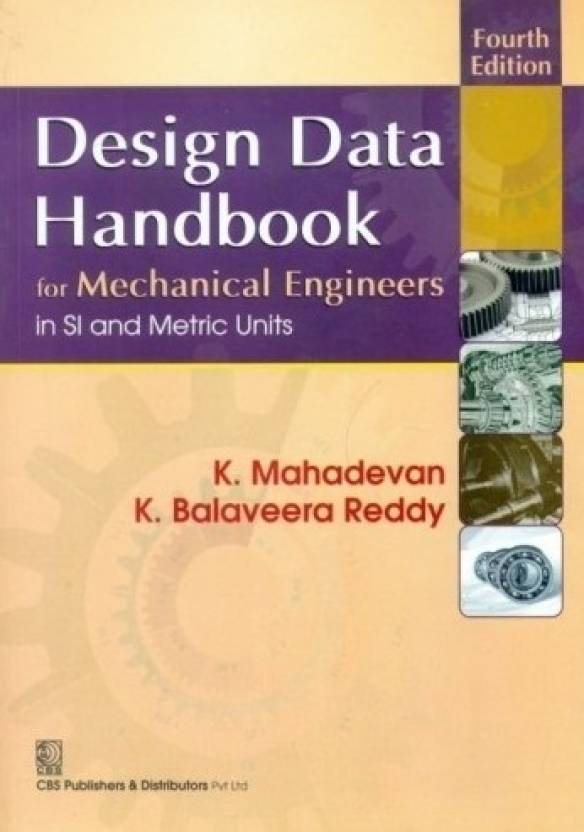 Fourth
Edition
Design Data
Handbook
for Mechanical Engineers
in SI and Metric Units
K. Mahadevan
K. Balaveera Reddy
CBS
CBS Publishers & Distributors Pvt Ltd